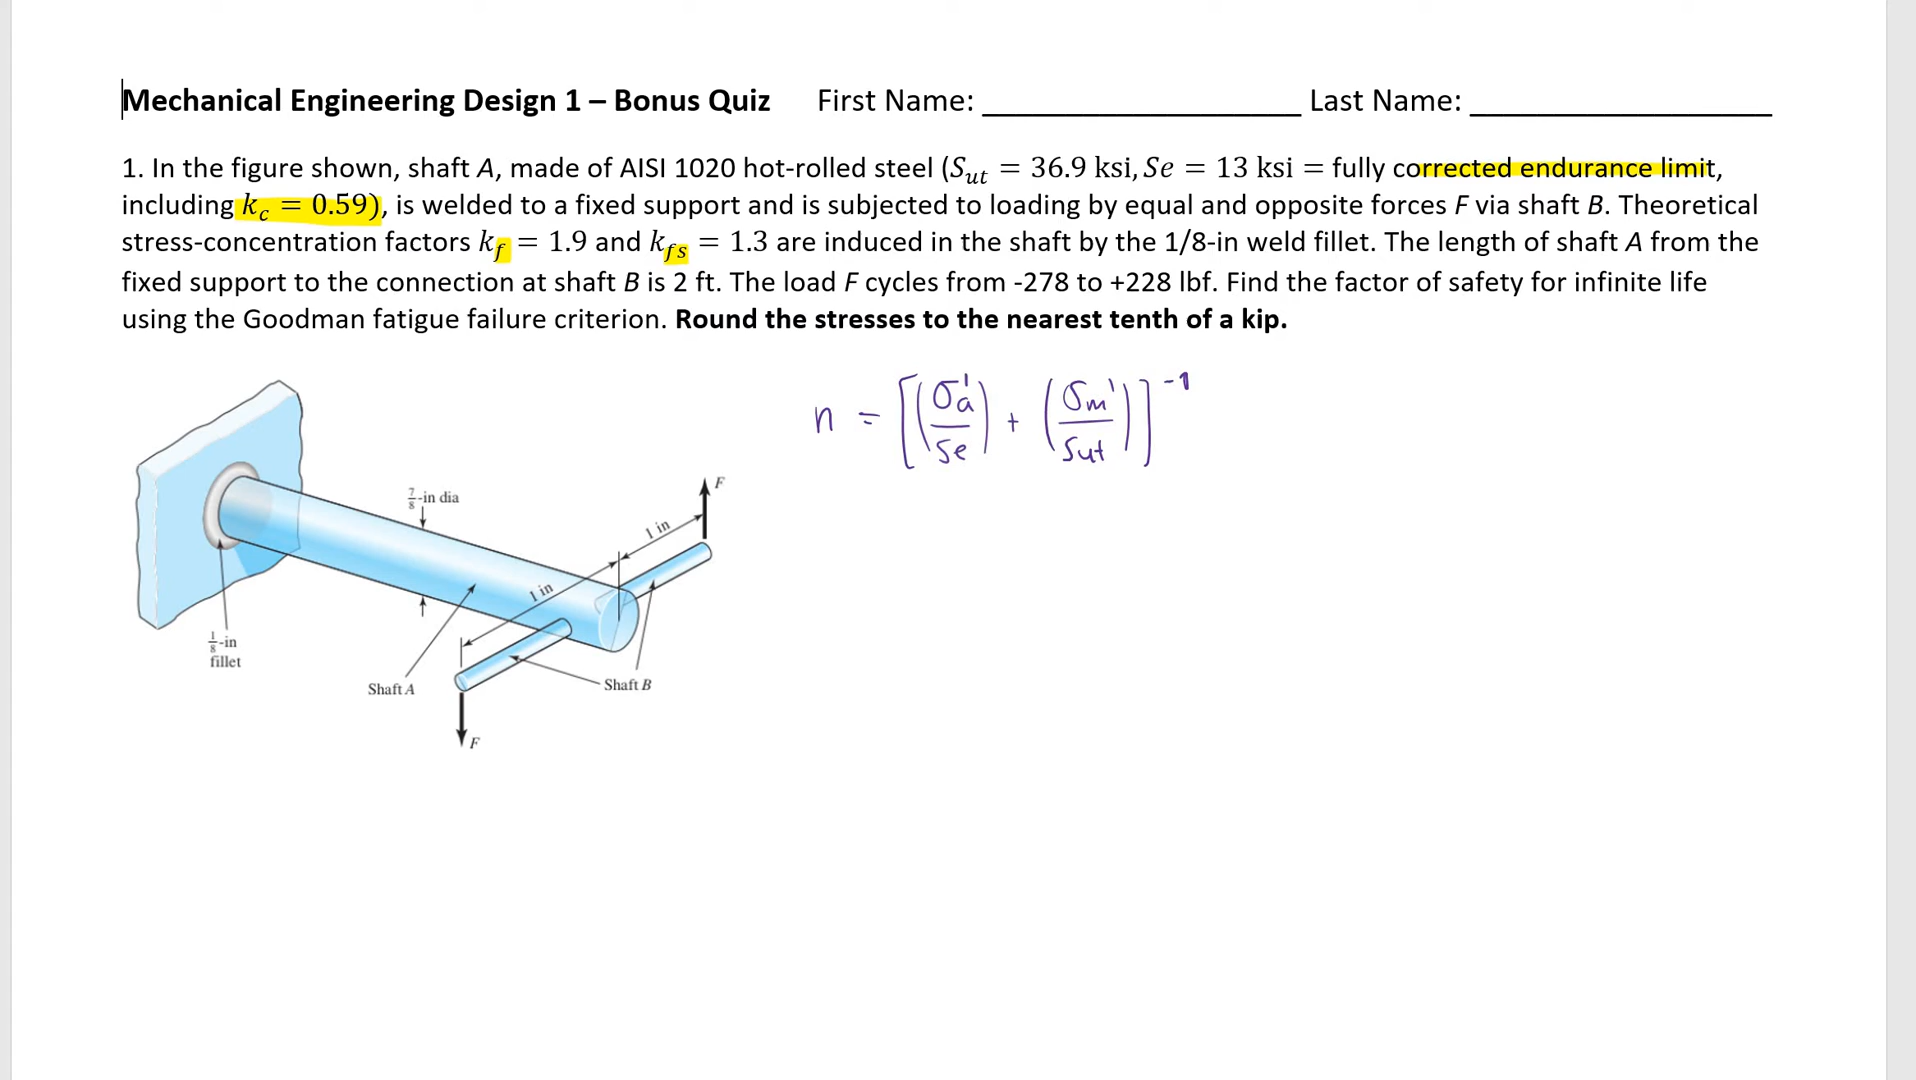 Mechanical Engineering Design 1 – Bonus Quiz First Name: ____________________ Last Name: ___________________
1. In the figure shown, shaft A, made of AISI 1020 hot-rolled steel (S_ut = 36.9 ksi, Se = 13 ksi = fully corrected endurance limit,
including k_c = 0.59), is welded to a fixed support and is subjected to loading by equal and opposite forces F via shaft B. Theoretical
stress-concentration factors k_f = 1.9 and k_fs = 1.3 are induced in the shaft by the 1/8-in weld fillet. The length of shaft A from the
fixed support to the connection at shaft B is 2 ft. The load F cycles from -278 to +228 lbf. Find the factor of safety for infinite life
using the Goodman fatigue failure criterion. Round the stresses to the nearest tenth of a kip.
n = [(σa'/Se) + (σm'/Sut)]^-1
7/8-in dia
F
1 in
1 in
1/8-in
fillet
Shaft A
Shaft B
F